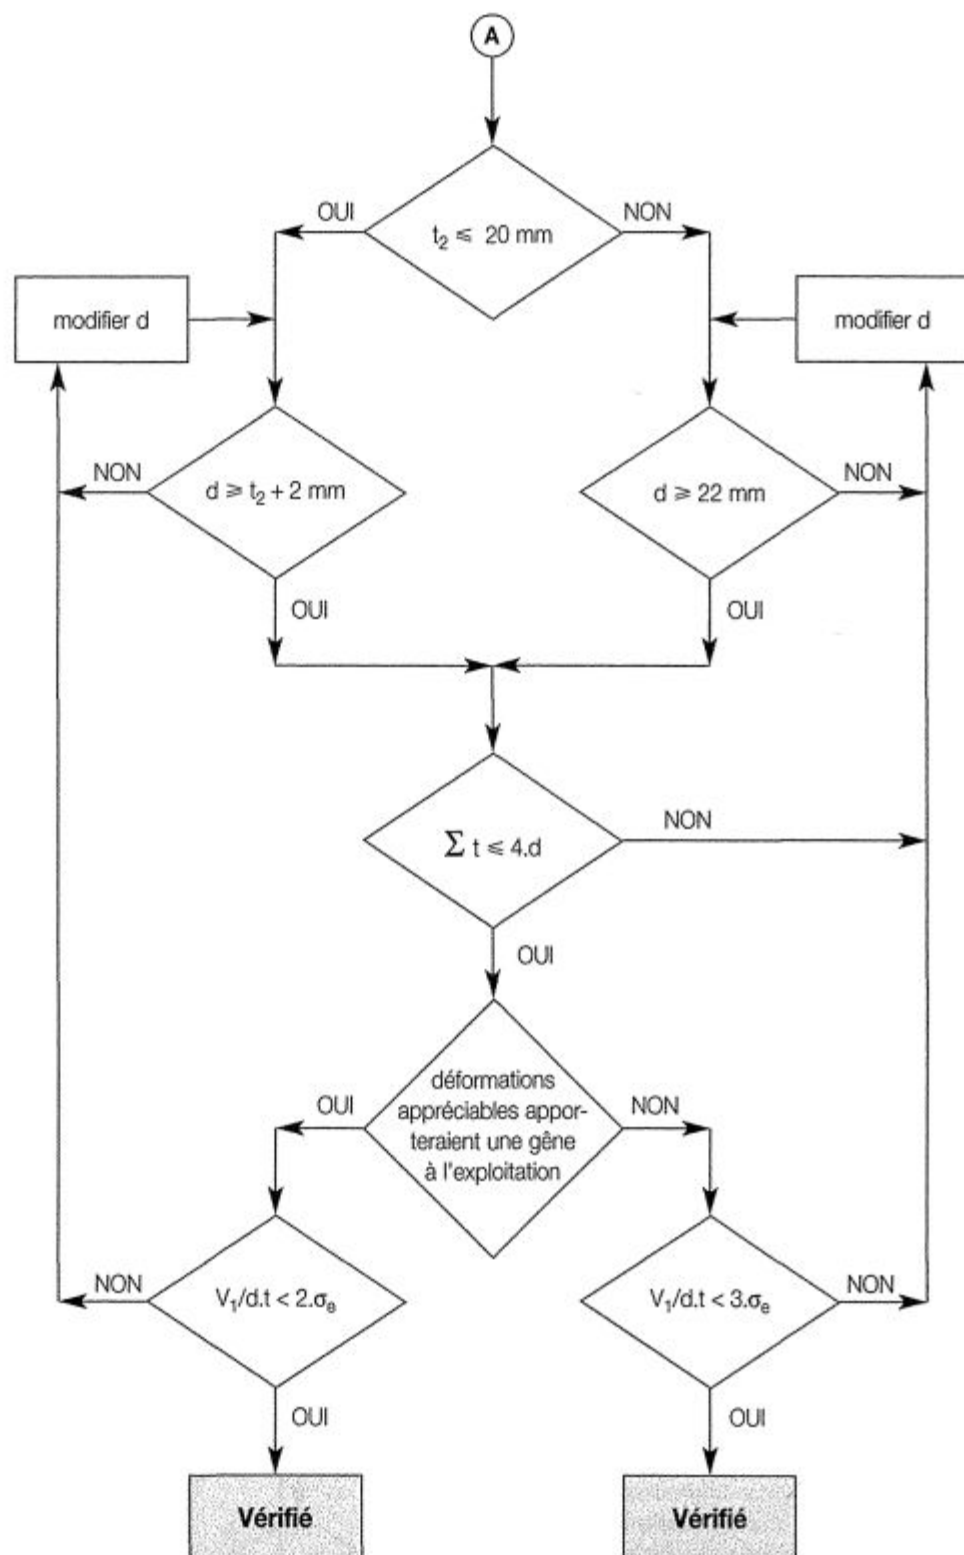 A
OUI
NON
t₂ ⩽ 20 mm
modifier d
modifier d
NON
d ⩾ t₂ + 2 mm
d ⩾ 22 mm
NON
OUI
OUI
Σ t ⩽ 4.d
NON
OUI
OUI
déformations
appréciables appor-
teraient une gêne
à l'exploitation
NON
NON
V₁/d.t < 2.σₑ
V₁/d.t < 3.σₑ
NON
OUI
OUI
Vérifié
Vérifié